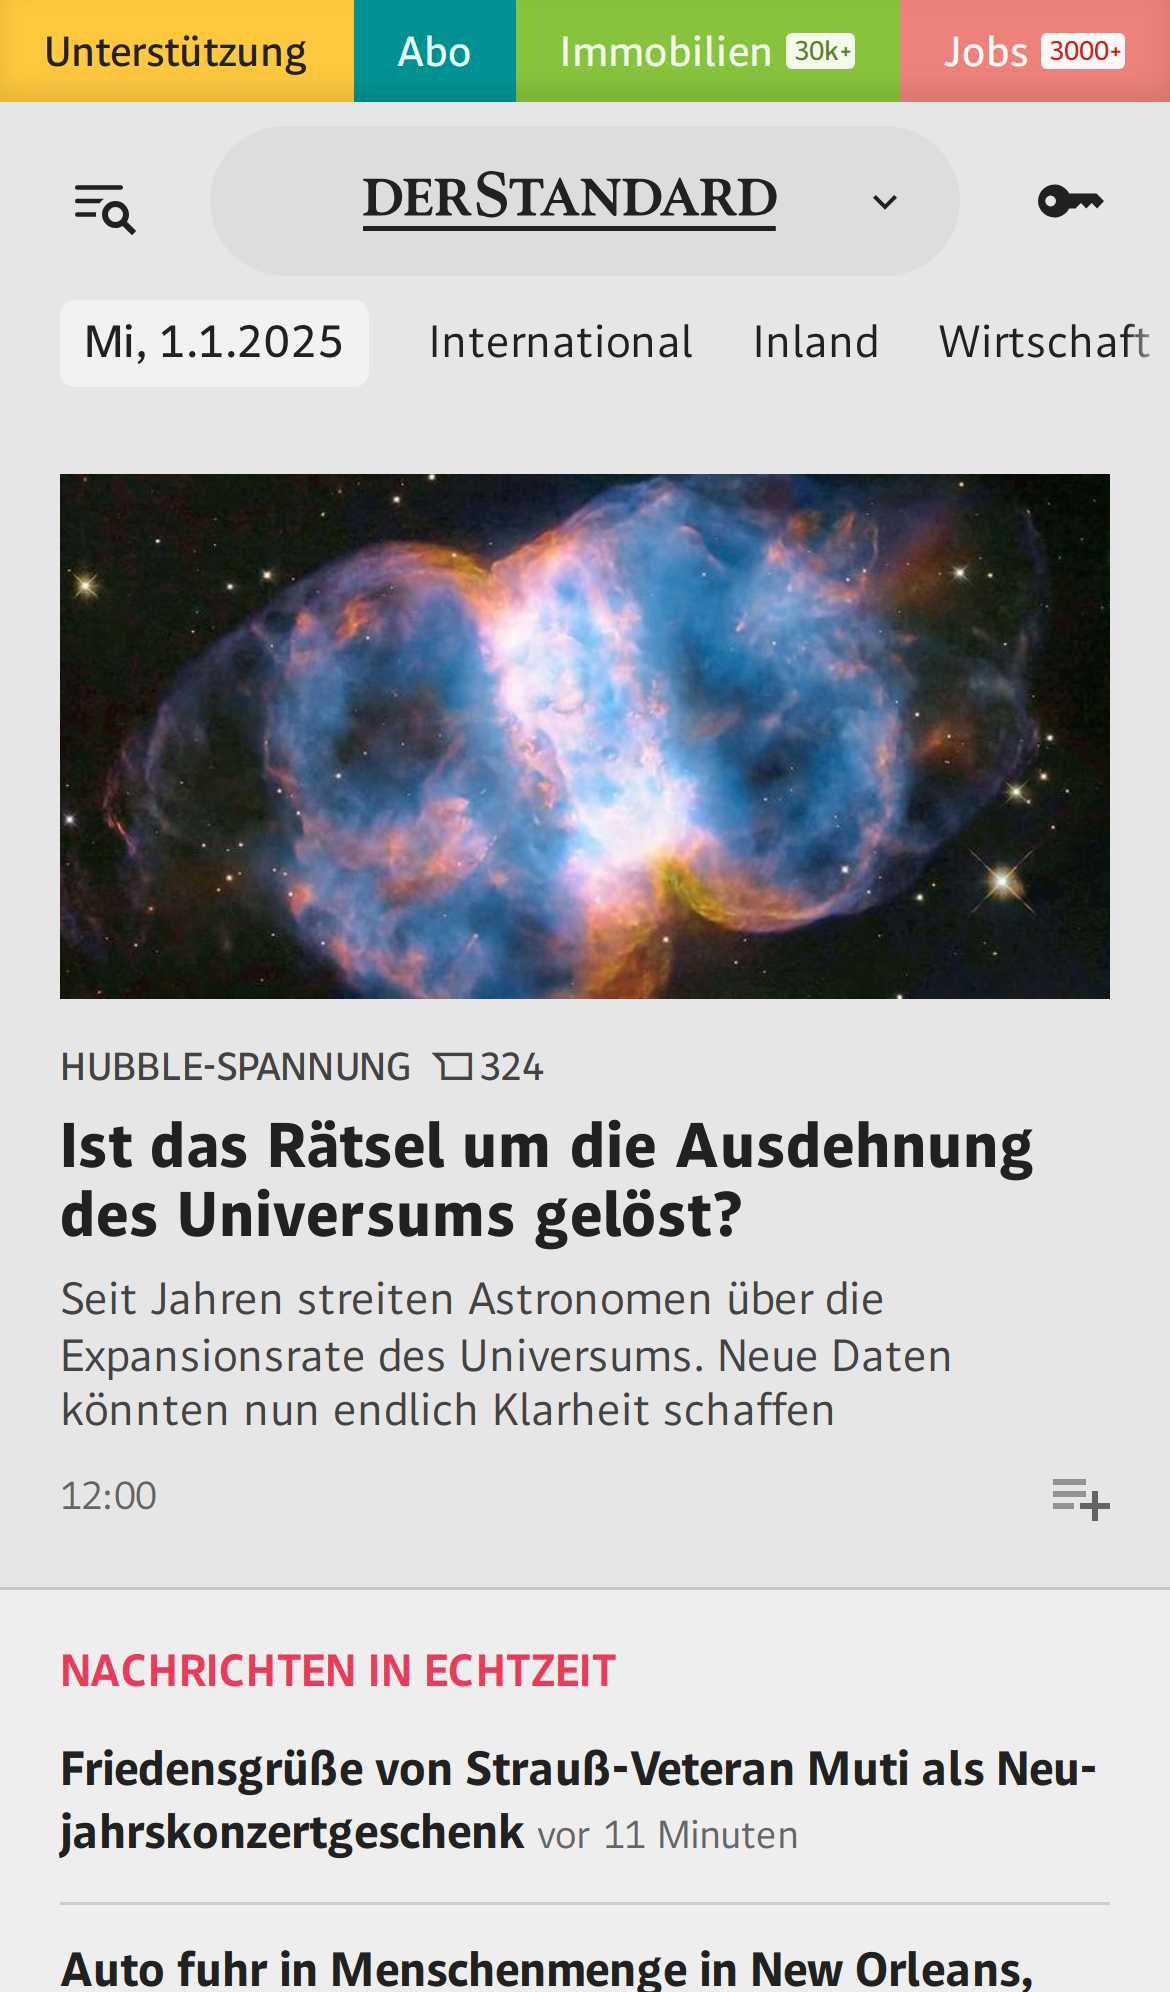 Unterstützung Abo Immobilien 30k+ Jobs 3000+
DERSTANDARD
Mi, 1.1.2025 International Inland Wirtschaft
HUBBLE-SPANNUNG 324
Ist das Rätsel um die Ausdehnung
des Universums gelöst?
Seit Jahren streiten Astronomen über die
Expansionsrate des Universums. Neue Daten
könnten nun endlich Klarheit schaffen
12:00
NACHRICHTEN IN ECHTZEIT
Friedensgrüße von Strauß-Veteran Muti als Neu-
jahrskonzertgeschenk vor 11 Minuten
Auto fuhr in Menschenmenge in New Orleans,